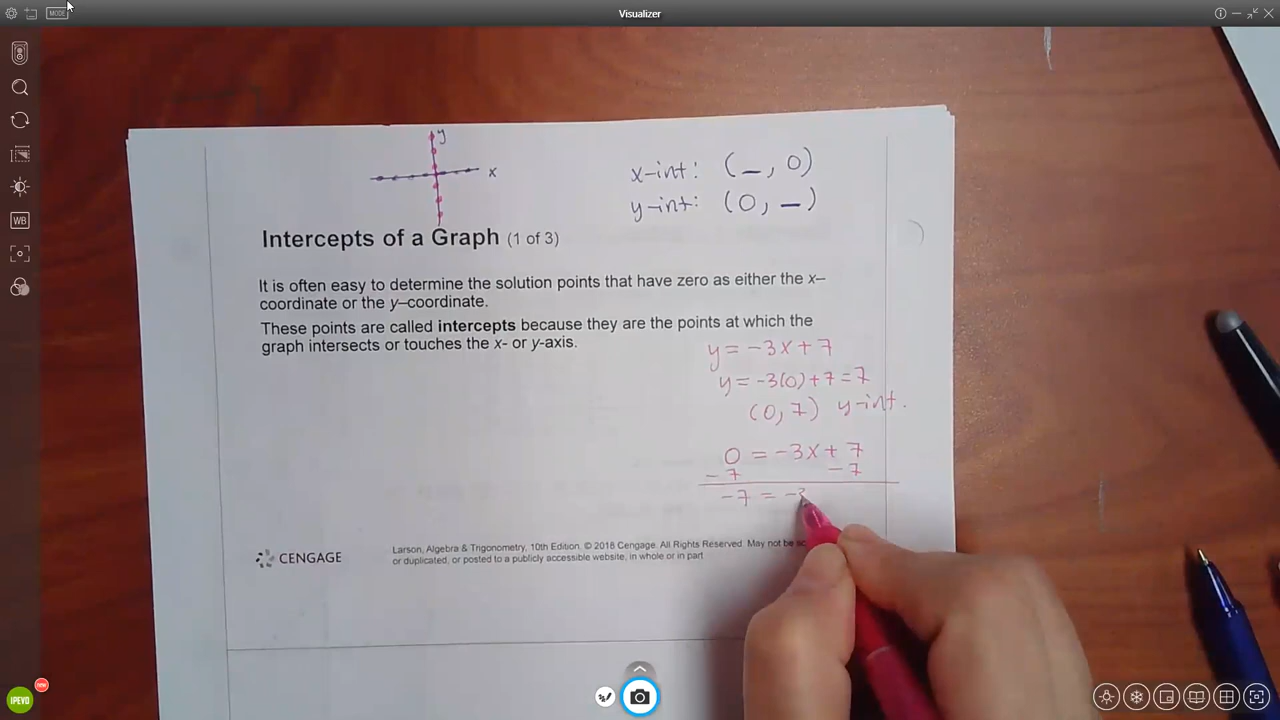 MODE
Visualizer
WB
y
x
x-int: (_, 0)
y-int: (0, _)
Intercepts of a Graph (1 of 3)
It is often easy to determine the solution points that have zero as either the x–
coordinate or the y–coordinate.
These points are called intercepts because they are the points at which the
graph intersects or touches the x- or y-axis.
y = -3x + 7
y = -3(0) + 7 = 7
(0, 7) y-int.
0 = -3x + 7
-7 -7
-7 = -3
CENGAGE
Larson, Algebra & Trigonometry, 10th Edition. © 2018 Cengage. All Rights Reserved. May not be
or duplicated, or posted to a publicly accessible website, in whole or in part
IPEVO